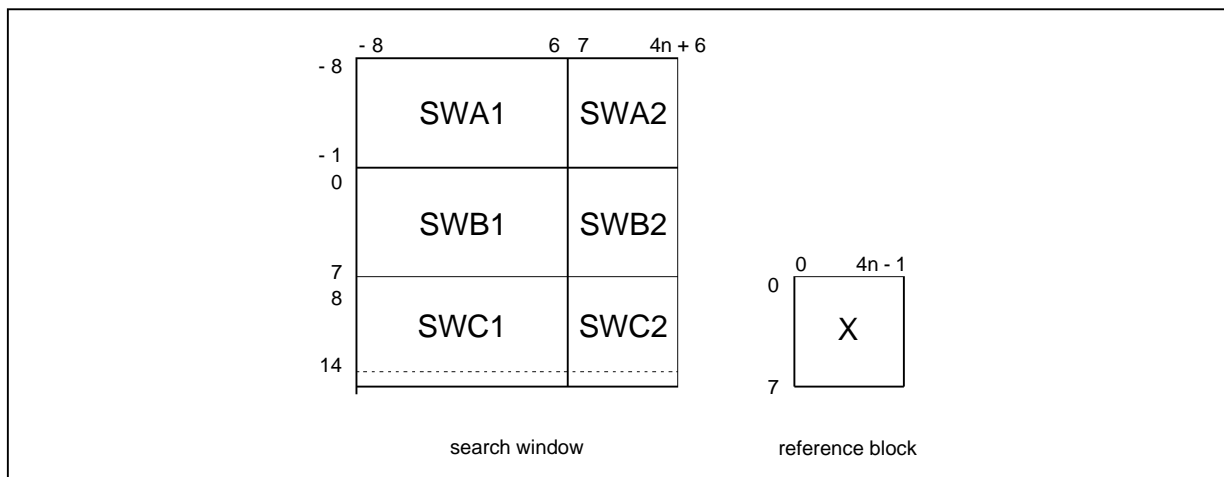 - 8 6 7 4n + 6
- 8
SWA1 SWA2
- 1
0
SWB1 SWB2
7
8
SWC1 SWC2
14
0 4n - 1
0
X
7
search window reference block